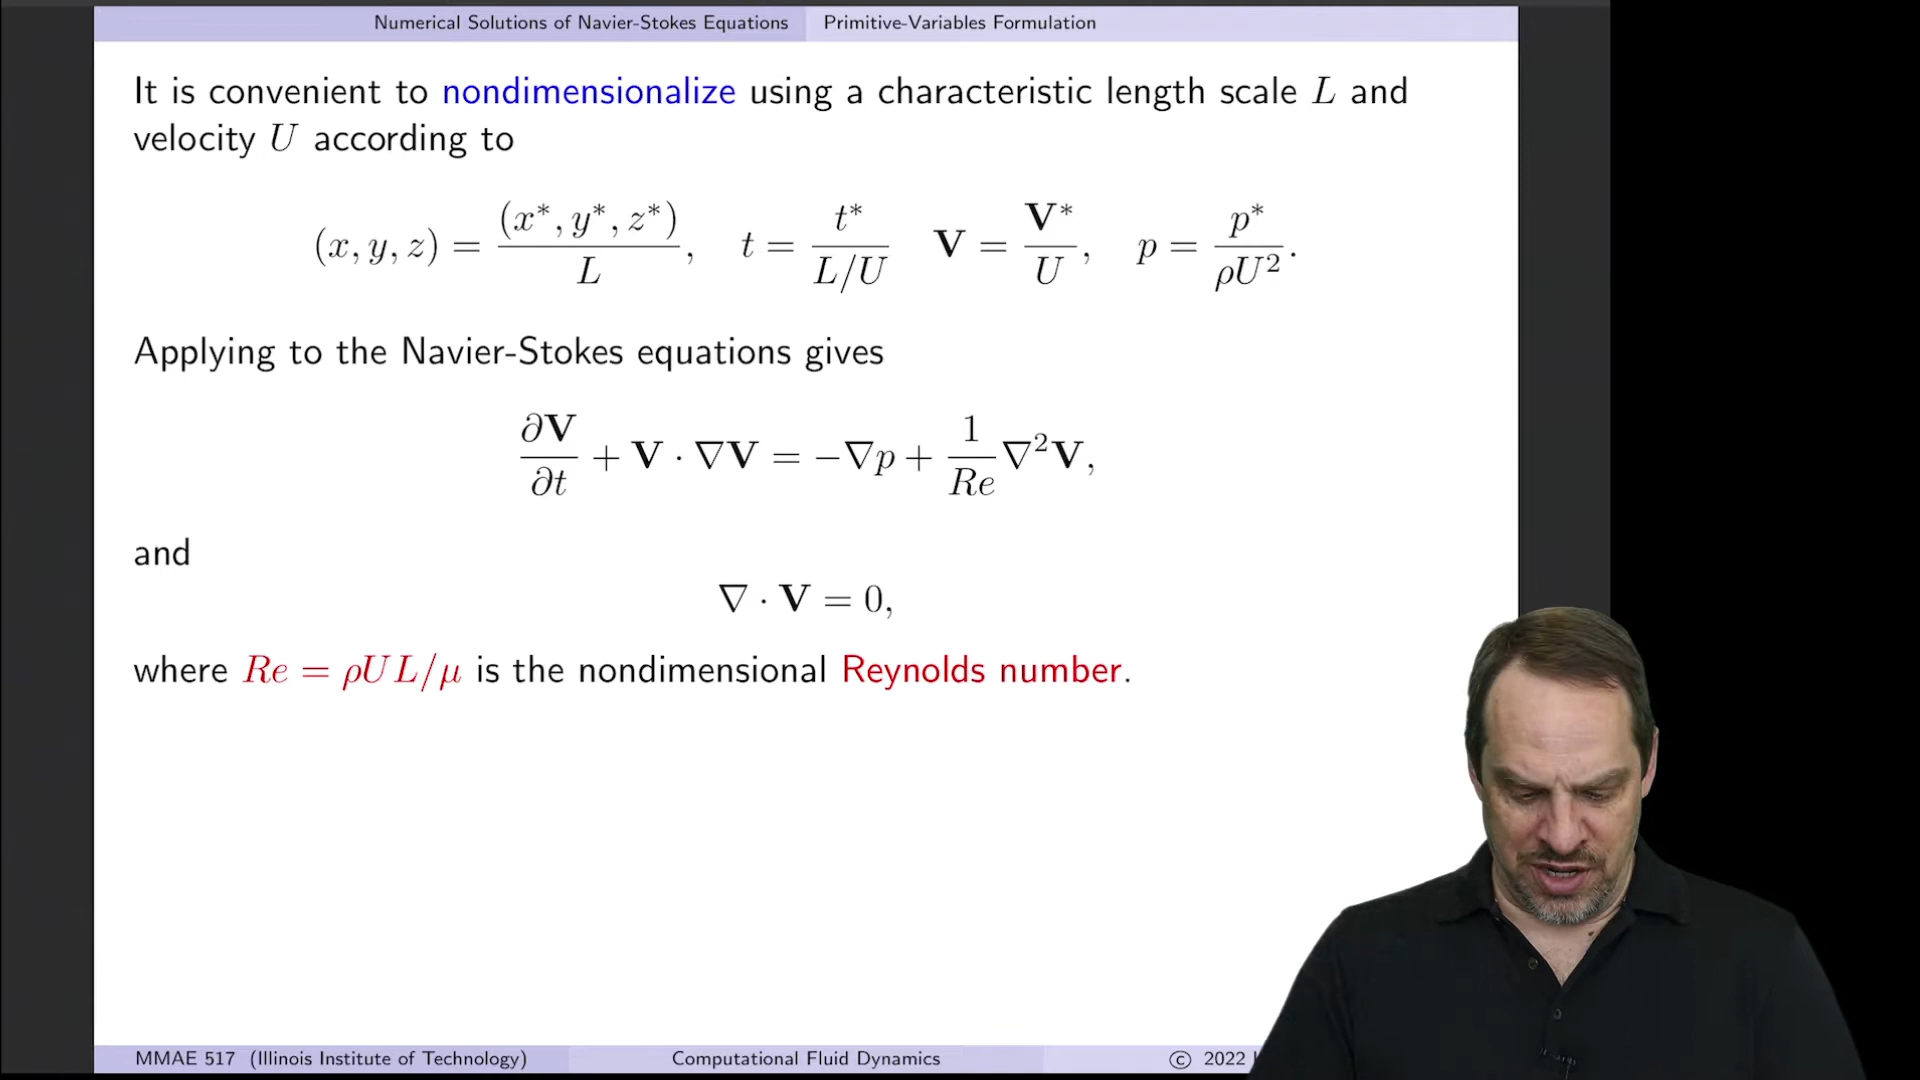 Numerical Solutions of Navier-Stokes Equations Primitive-Variables Formulation
It is convenient to nondimensionalize using a characteristic length scale L and
velocity U according to
(x, y, z) = (x*, y*, z*)/L, t = t*/(L/U) V = V*/U, p = p*/ρU².
Applying to the Navier-Stokes equations gives
∂V/∂t + V · ∇V = −∇p + 1/Re ∇²V,
and
∇ · V = 0,
where Re = ρUL/μ is the nondimensional Reynolds number.
MMAE 517 (Illinois Institute of Technology) Computational Fluid Dynamics © 2022